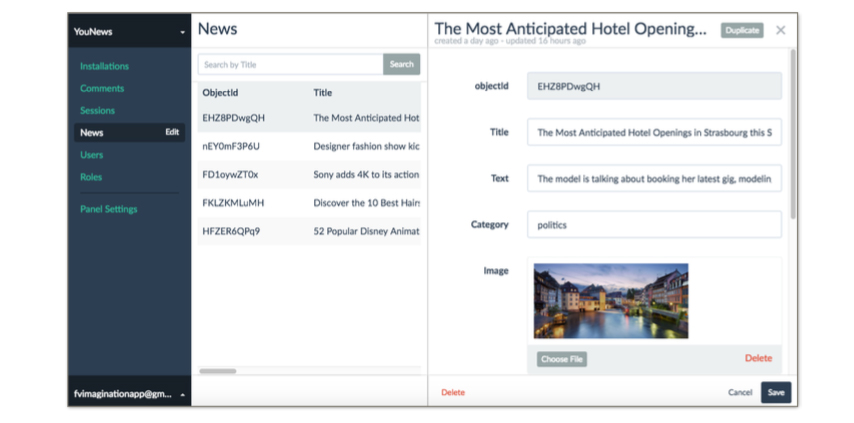 YouNews
Installations
Comments
Sessions
News Edit
Users
Roles
Panel Settings
fvimaginationapp@gm...
News
Search by Title Search
ObjectId Title
EHZ8PDwgQH The Most Anticipated Hot
nEY0mF3P6U Designer fashion show kic
FD1oywZT0x Sony adds 4K to its action
FKLZKMLuMH Discover the 10 Best Hairs
HFZER6QPq9 52 Popular Disney Animat
The Most Anticipated Hotel Opening... Duplicate
created a day ago - updated 16 hours ago
objectId EHZ8PDwgQH
Title The Most Anticipated Hotel Openings in Strasbourg this S
Text The model is talking about booking her latest gig, modelin
Category politics
Image
Choose File Delete
Delete Cancel Save